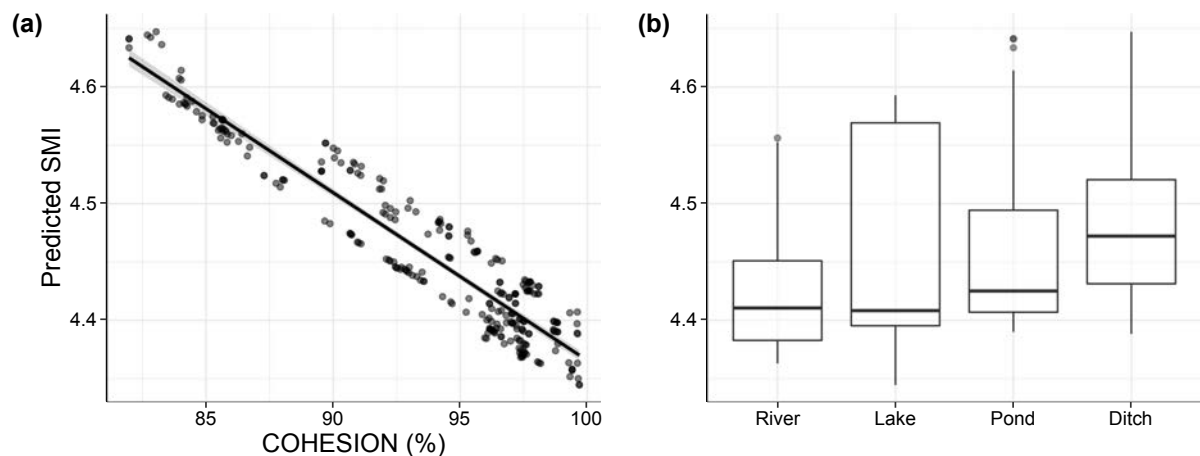 (a)
Predicted SMI
4.6
4.5
4.4
85 90 95 100
COHESION (%)
(b)
4.6
4.5
4.4
River Lake Pond Ditch